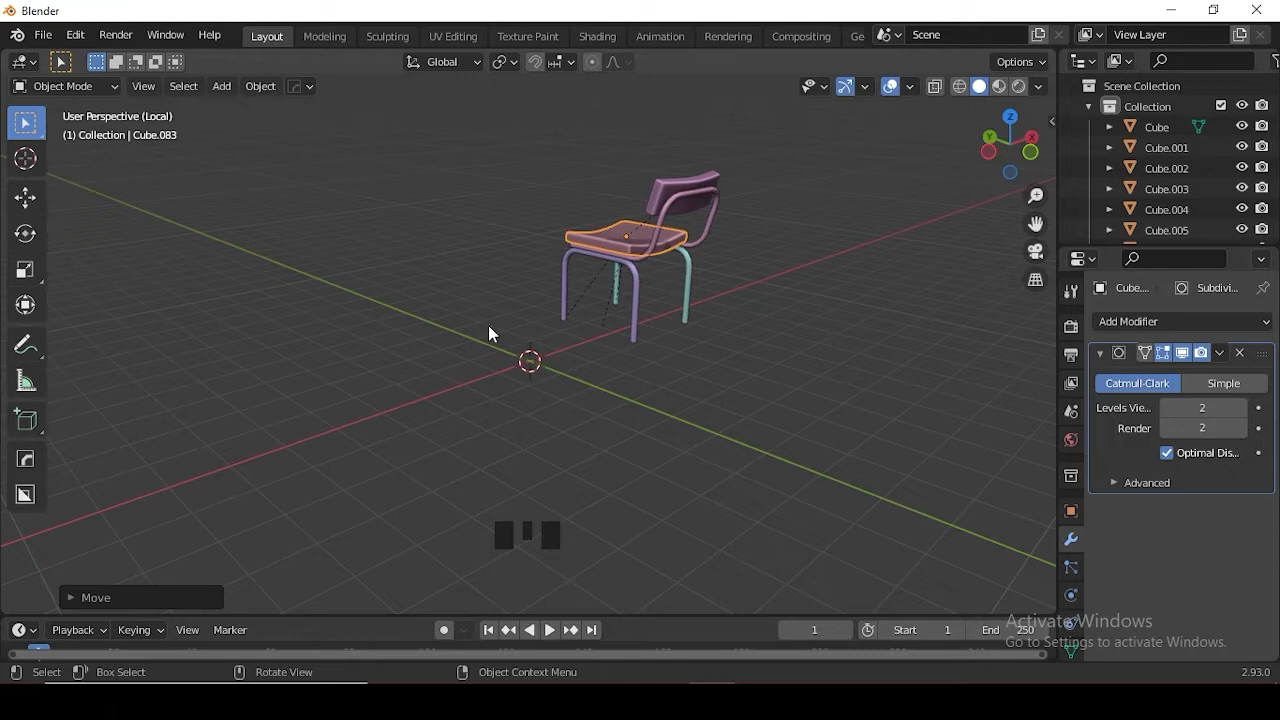 Blender
File Edit Render Window Help Layout Modeling Sculpting UV Editing Texture Paint Shading Animation Rendering Compositing Ge Scene View Layer
Global Options
Object Mode View Select Add Object
User Perspective (Local)
(1) Collection | Cube.083
Z
Y
X
Scene Collection
Collection
Cube
Cube.001
Cube.002
Cube.003
Cube.004
Cube.005
Cube.... Subdivi...
Add Modifier
Catmull-Clark Simple
Levels Vie... 2
Render 2
Optimal Dis...
Advanced
Move
Playback Keying View Marker 1 Start 1 End 250
Activate Windows
Go to Settings to activate Windows.
Select Box Select Rotate View Object Context Menu 2.93.0